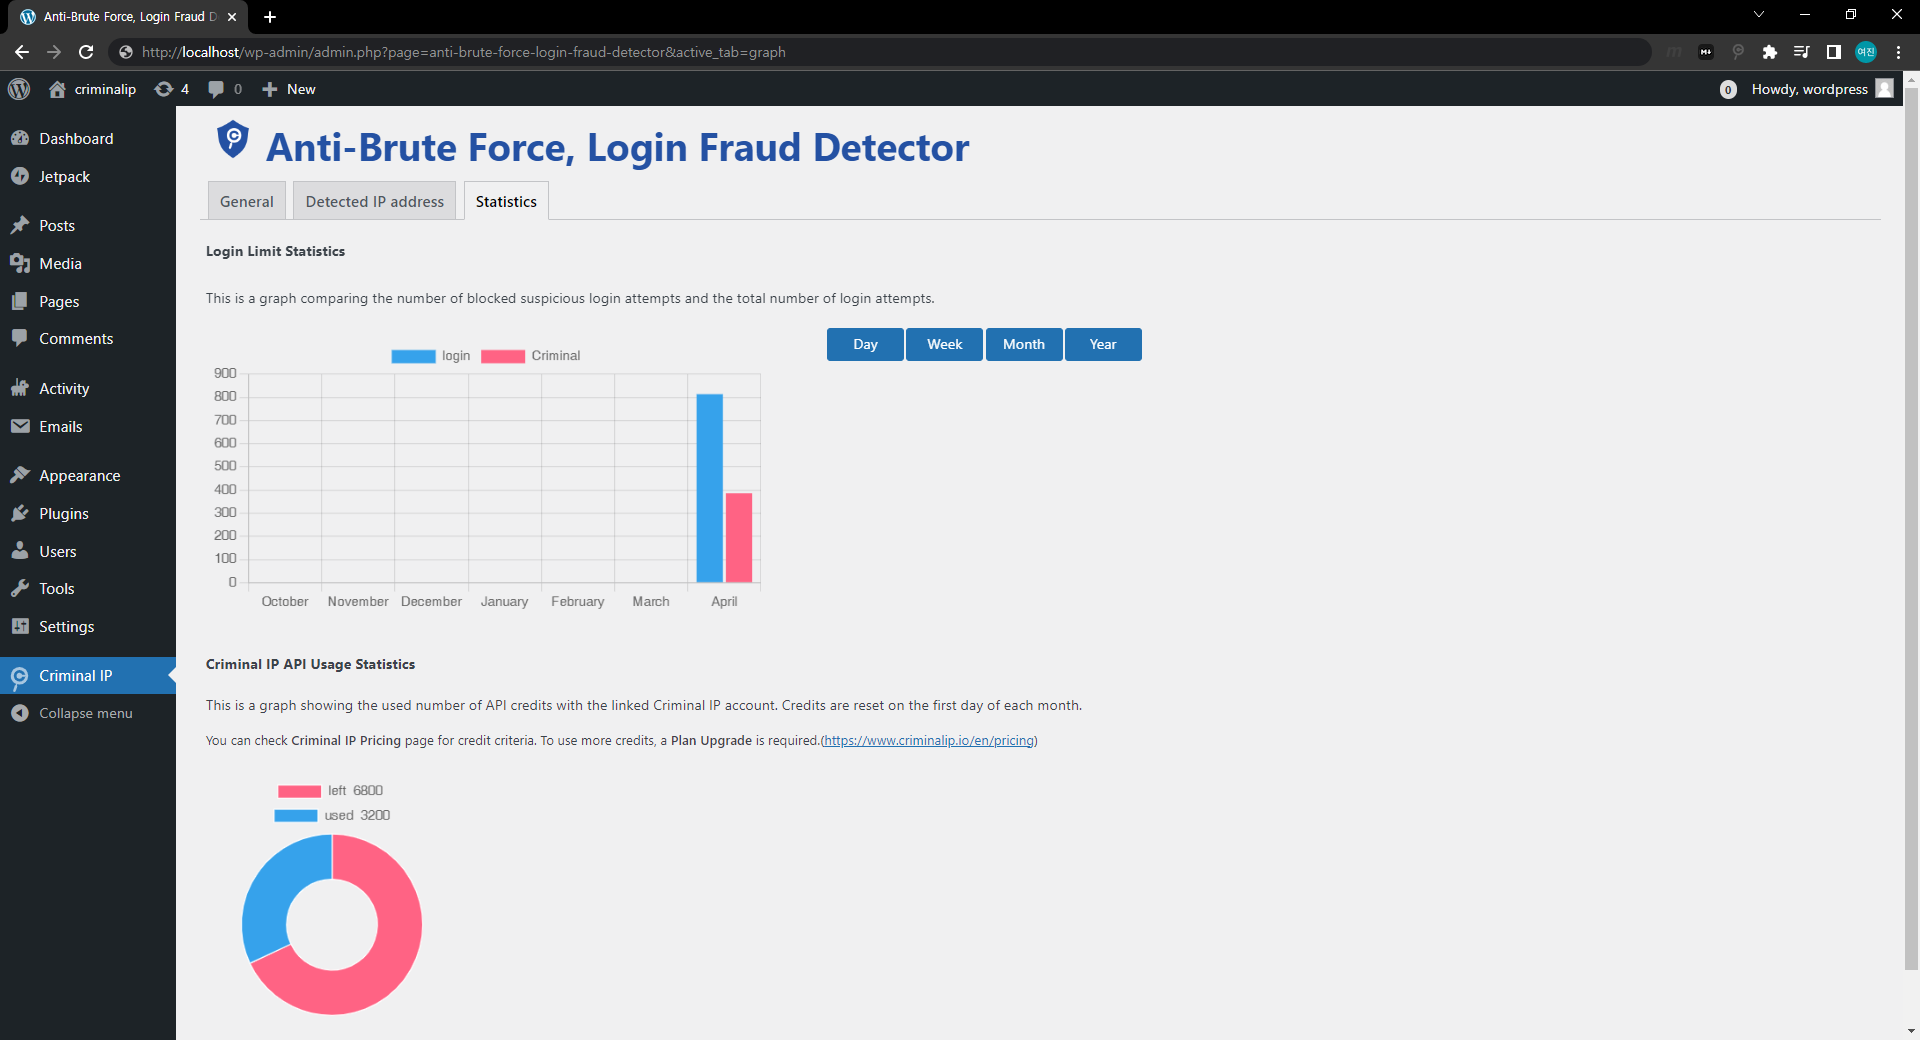 Anti-Brute Force, Login Fraud D
http://localhost/wp-admin/admin.php?page=anti-brute-force-login-fraud-detector&active_tab=graph
여진
criminalip
4
0
New
0
Howdy, wordpress
Dashboard
Jetpack
Posts
Media
Pages
Comments
Activity
Emails
Appearance
Plugins
Users
Tools
Settings
Criminal IP
Collapse menu
Anti-Brute Force, Login Fraud Detector
General
Detected IP address
Statistics
Login Limit Statistics
This is a graph comparing the number of blocked suspicious login attempts and the total number of login attempts.
Day
Week
Month
Year
login
Criminal
900
800
700
600
500
400
300
200
100
0
October
November
December
January
February
March
April
Criminal IP API Usage Statistics
This is a graph showing the used number of API credits with the linked Criminal IP account. Credits are reset on the first day of each month.
You can check Criminal IP Pricing page for credit criteria. To use more credits, a Plan Upgrade is required.(https://www.criminalip.io/en/pricing)
left 6800
used 3200